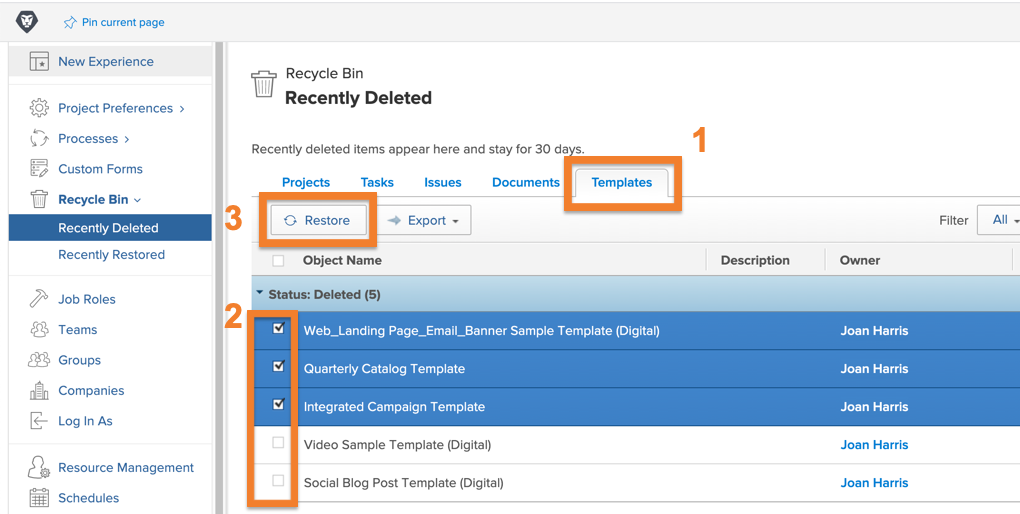 Pin current page
New Experience
Project Preferences
Processes
Custom Forms
Recycle Bin
Recently Deleted
Recently Restored
Job Roles
Teams
Groups
Companies
Log In As
Resource Management
Schedules
Recycle Bin
Recently Deleted
Recently deleted items appear here and stay for 30 days.
1
Projects Tasks Issues Documents Templates
3 Restore Export Filter All
Object Name Description Owner
Status: Deleted (5)
2
Web_Landing Page_Email_Banner Sample Template (Digital) Joan Harris
Quarterly Catalog Template Joan Harris
Integrated Campaign Template Joan Harris
Video Sample Template (Digital) Joan Harris
Social Blog Post Template (Digital) Joan Harris